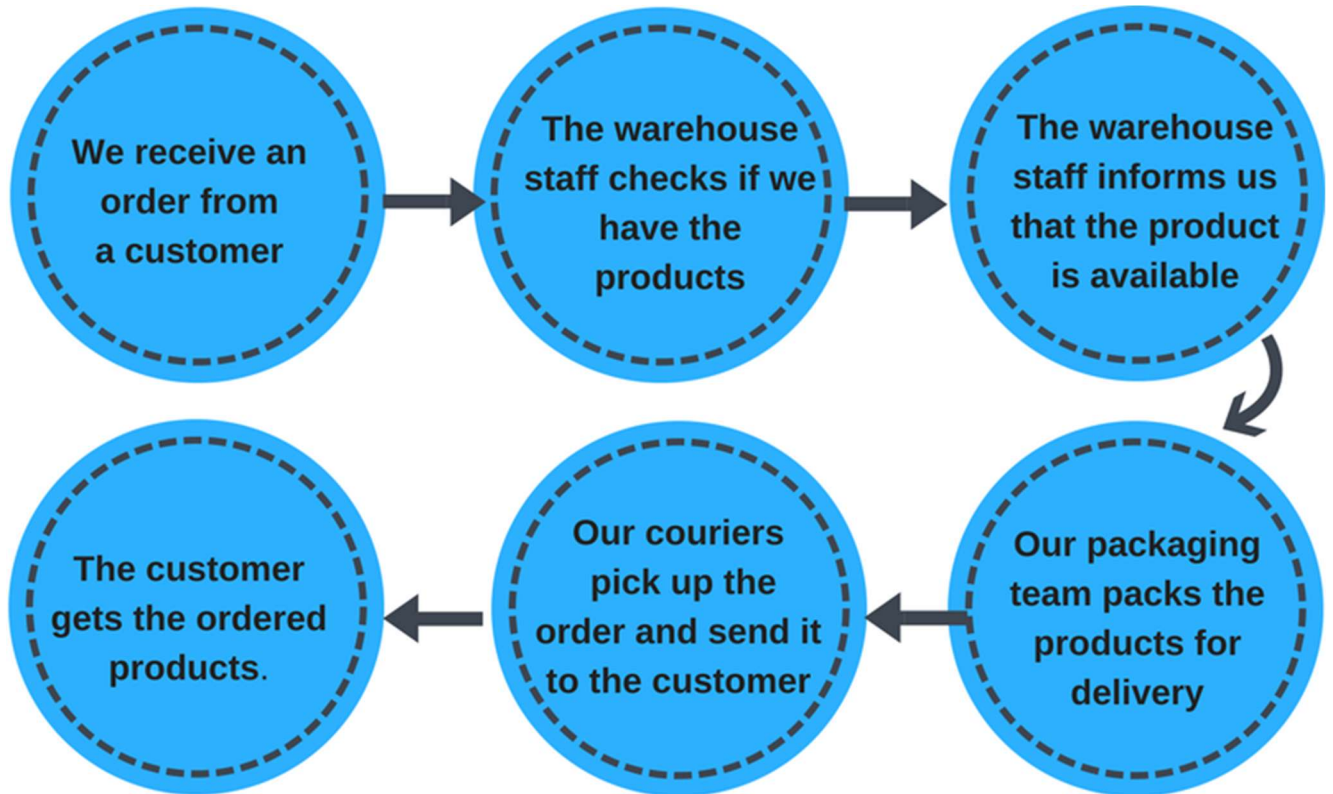 We receive an
order from
a customer
The warehouse
staff checks if we
have the
products
The warehouse
staff informs us
that the product
is available
Our packaging
team packs the
products for
delivery
Our couriers
pick up the
order and send it
to the customer
The customer
gets the ordered
products.